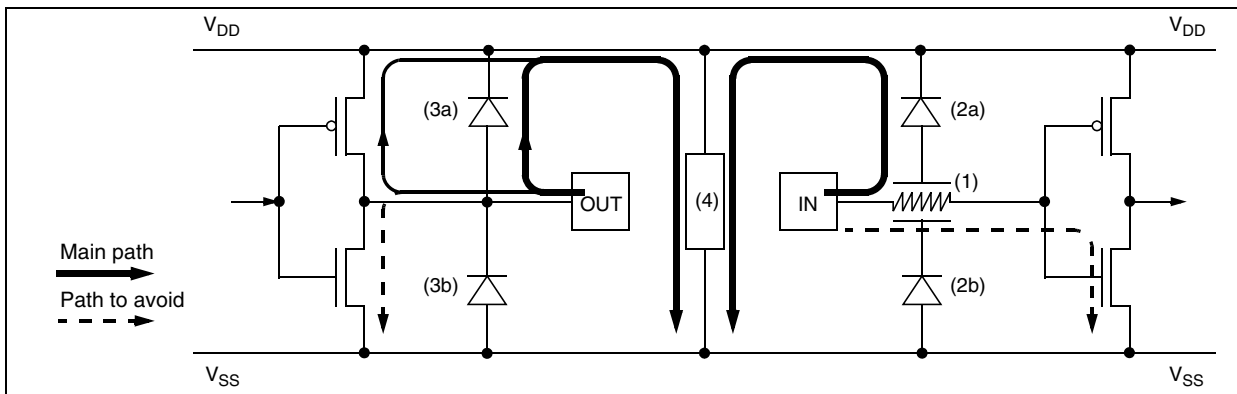 VDD
VDD
(3a)
(2a)
(1)
OUT
(4)
IN
Main path
Path to avoid
(3b)
(2b)
VSS
VSS